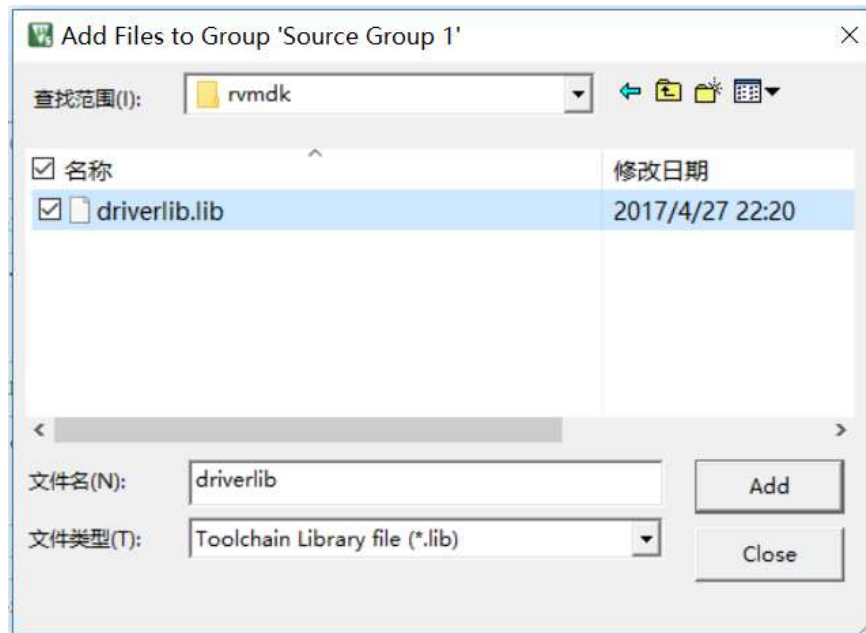 Add Files to Group 'Source Group 1'
查找范围(I): rvmdk
名称 修改日期
driverlib.lib 2017/4/27 22:20
文件名(N): driverlib Add
文件类型(T): Toolchain Library file (*.lib) Close